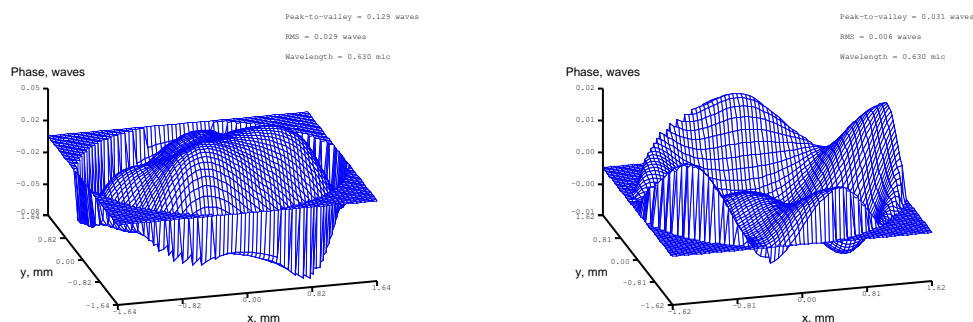 Peak-to-valley = 0.129 waves
RMS = 0.029 waves
Wavelength = 0.630 mic
Phase, waves
0.05
0.02
-0.02
-0.05
-0.08
1.64
0.82
0.00
-0.82
-1.64
y, mm
-1.64
-0.82
0.00
0.82
1.64
x, mm
Peak-to-valley = 0.031 waves
RMS = 0.006 waves
Wavelength = 0.630 mic
Phase, waves
0.02
0.01
0.00
-0.01
-0.01
1.62
0.81
0.00
-0.81
-1.62
y, mm
-1.62
-0.81
0.00
0.81
1.62
x, mm